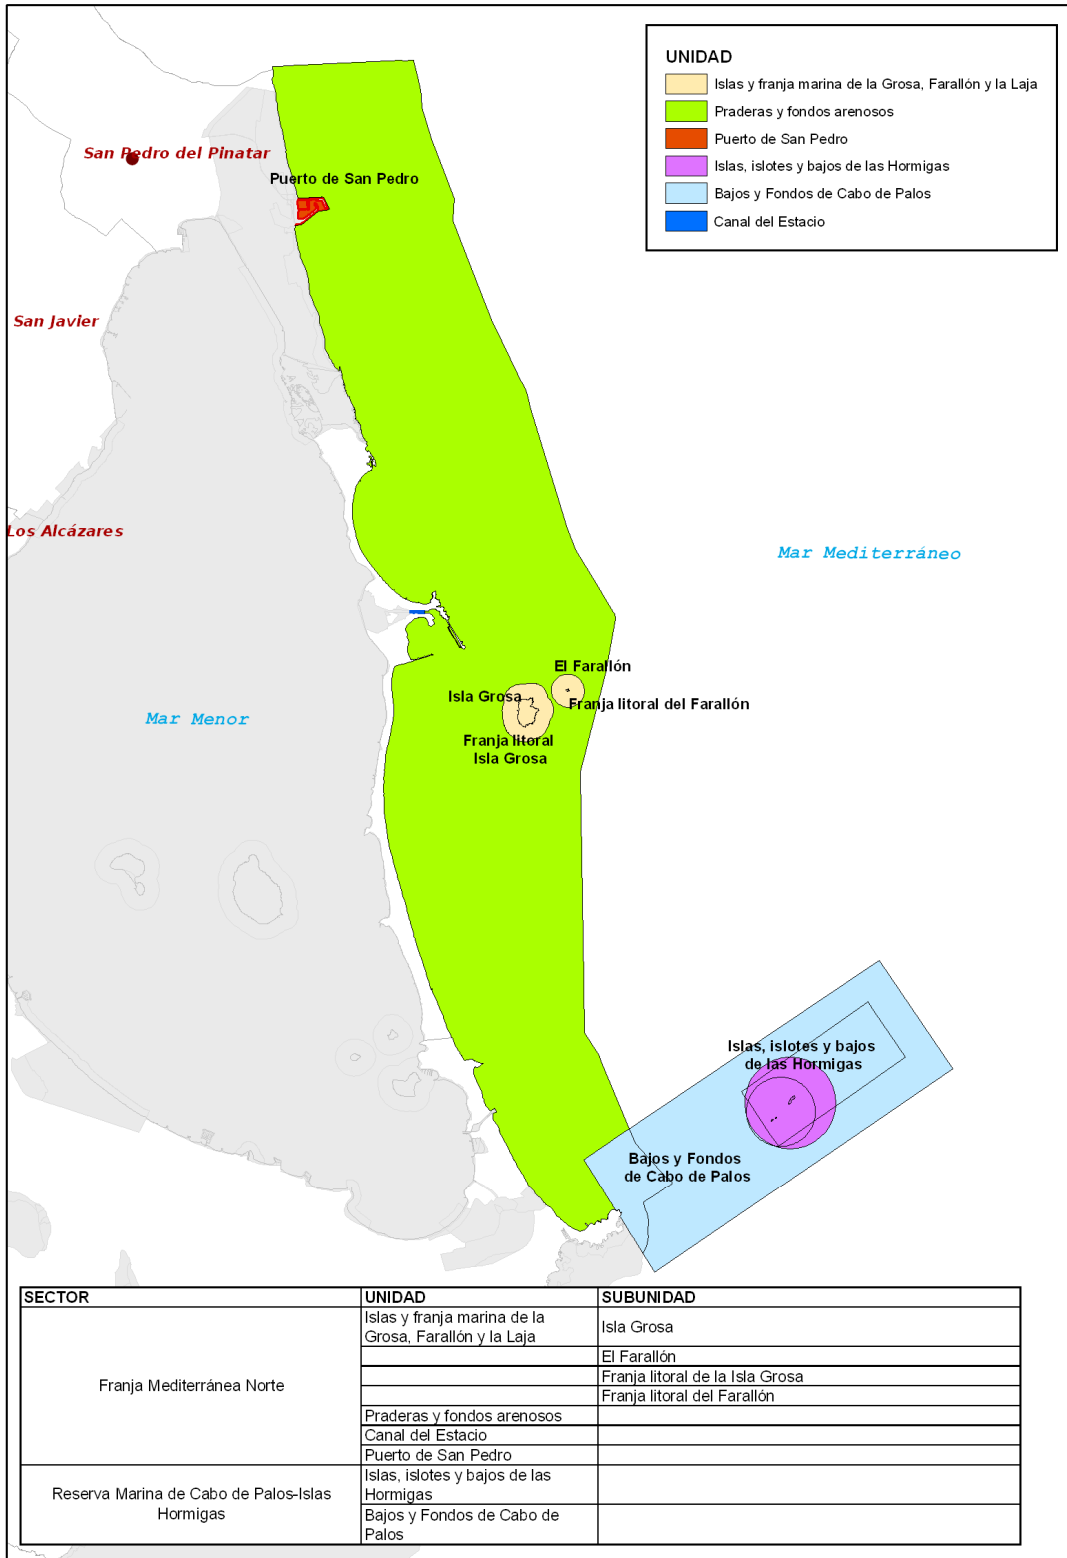 UNIDAD
Islas y franja marina de la Grosa, Farallón y la Laja
Praderas y fondos arenosos
Puerto de San Pedro
Islas, islotes y bajos de las Hormigas
Bajos y Fondos de Cabo de Palos
Canal del Estacio
San Pedro del Pinatar
Puerto de San Pedro
San Javier
Los Alcázares
Mar Mediterráneo
El Farallón
Isla Grosa
Franja litoral del Farallón
Mar Menor
Franja litoral
Isla Grosa
Islas, islotes y bajos
de las Hormigas
Bajos y Fondos
de Cabo de Palos
SECTOR UNIDAD SUBUNIDAD
Franja Mediterránea Norte
Islas y franja marina de la
Grosa, Farallón y la Laja
Isla Grosa
El Farallón
Franja litoral de la Isla Grosa
Franja litoral del Farallón
Praderas y fondos arenosos
Canal del Estacio
Puerto de San Pedro
Reserva Marina de Cabo de Palos-Islas
Hormigas
Islas, islotes y bajos de las
Hormigas
Bajos y Fondos de Cabo de
Palos